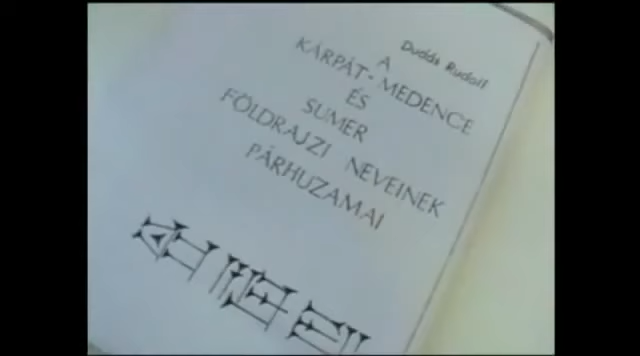 Dudás Rudolf
A
KÁRPÁT-MEDENCE
ÉS
SUMER
FÖLDRAJZI NEVEINEK
PÁRHUZAMAI